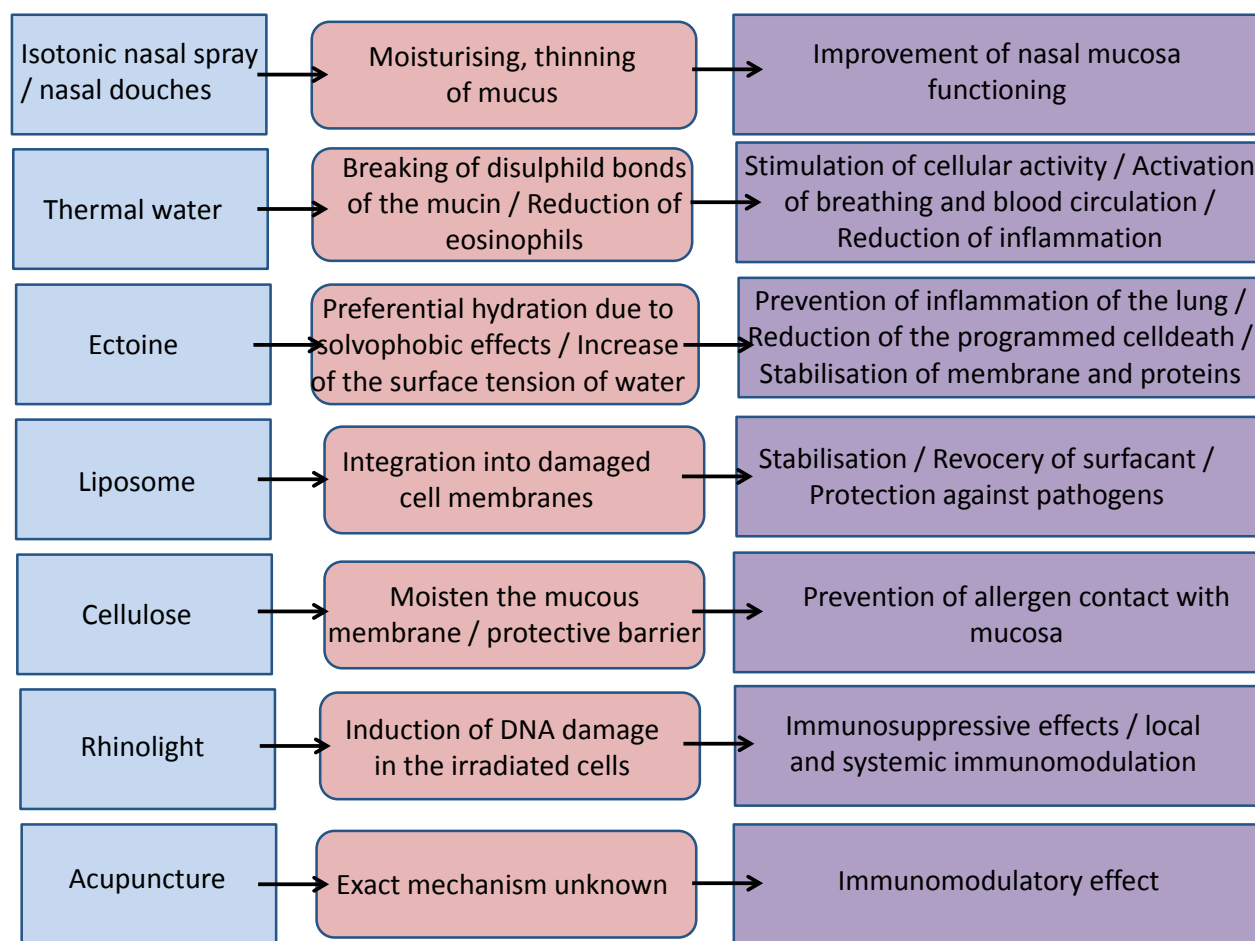 Isotonic nasal spray
/ nasal douches
Moisturising, thinning
of mucus
Improvement of nasal mucosa
functioning
Thermal water
Breaking of disulphild bonds
of the mucin / Reduction of
eosinophils
Stimulation of cellular activity / Activation
of breathing and blood circulation /
Reduction of inflammation
Ectoine
Preferential hydration due to
solvophobic effects / Increase
of the surface tension of water
Prevention of inflammation of the lung /
Reduction of the programmed celldeath /
Stabilisation of membrane and proteins
Liposome
Integration into damaged
cell membranes
Stabilisation / Revocery of surfacant /
Protection against pathogens
Cellulose
Moisten the mucous
membrane / protective barrier
Prevention of allergen contact with
mucosa
Rhinolight
Induction of DNA damage
in the irradiated cells
Immunosuppressive effects / local
and systemic immunomodulation
Acupuncture
Exact mechanism unknown
Immunomodulatory effect